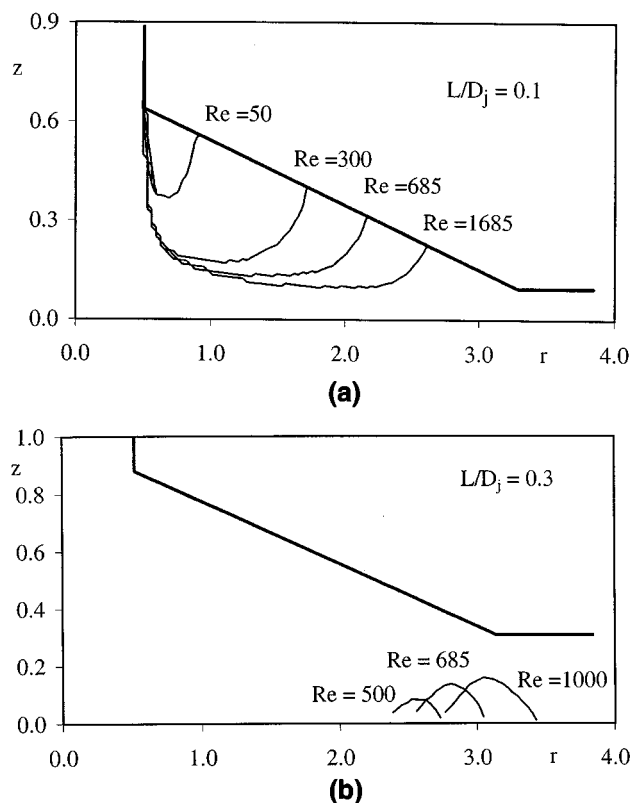 0.9
z
L/Dj = 0.1
0.6
Re =50
Re =300
Re =685
0.3
Re =1685
0.0
0.0 1.0 2.0 3.0 r 4.0
(a)
1.0
z
L/Dj = 0.3
0.8
0.6
0.4
0.2
Re = 685
Re = 500
Re =1000
0.0
0.0 1.0 2.0 3.0 r 4.0
(b)